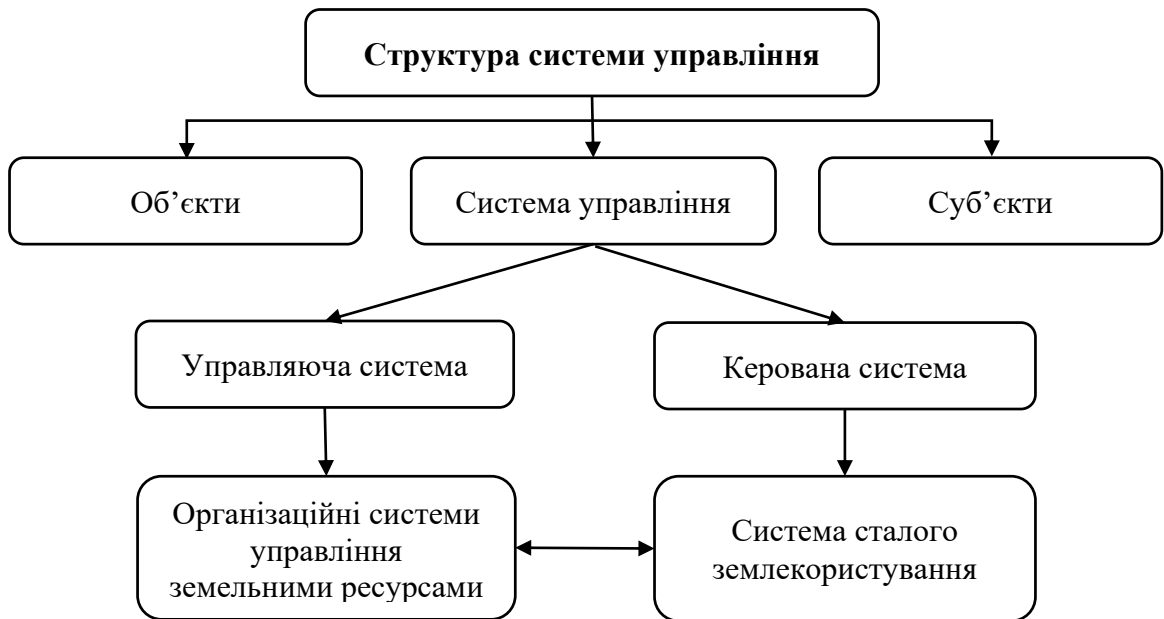 Структура системи управління
Об’єкти
Система управління
Суб’єкти
Управляюча система
Керована система
Організаційні системи
управління
земельними ресурсами
Система сталого
землекористування